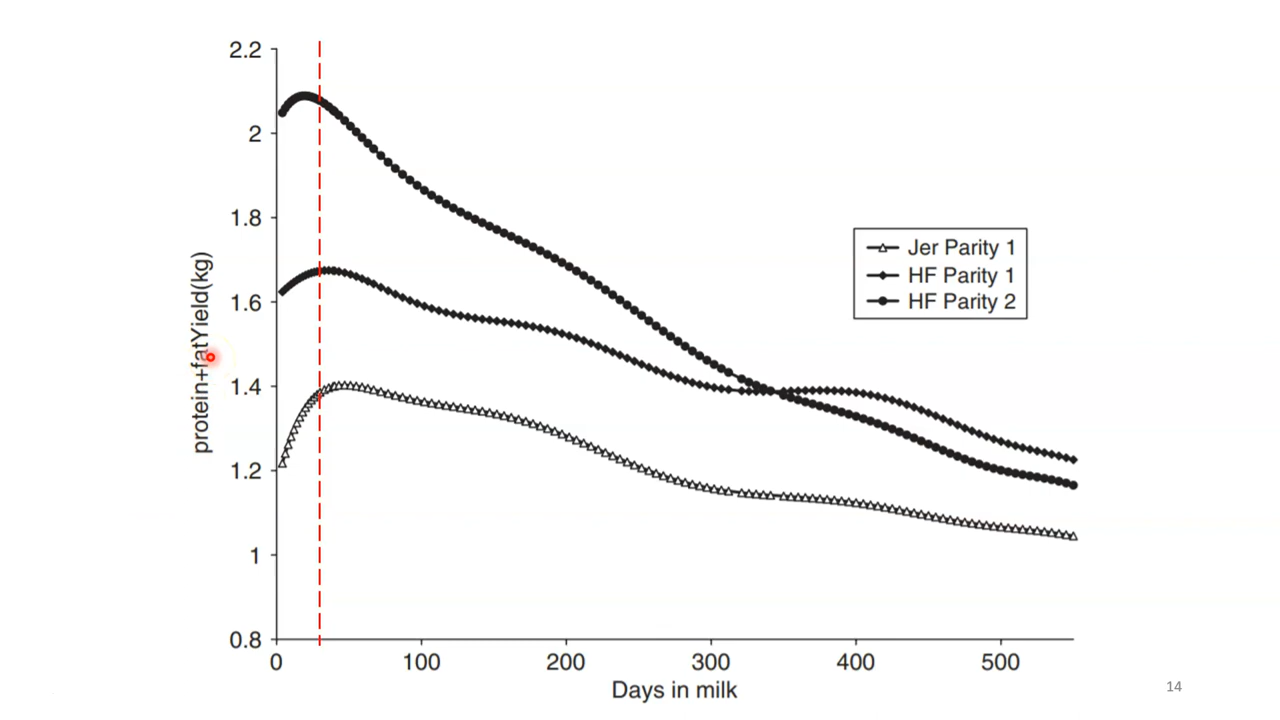 2.2
2
1.8
1.6
1.4
1.2
1
0.8
protein+fatYield(kg)
Jer Parity 1
HF Parity 1
HF Parity 2
0 100 200 300 400 500
Days in milk
14